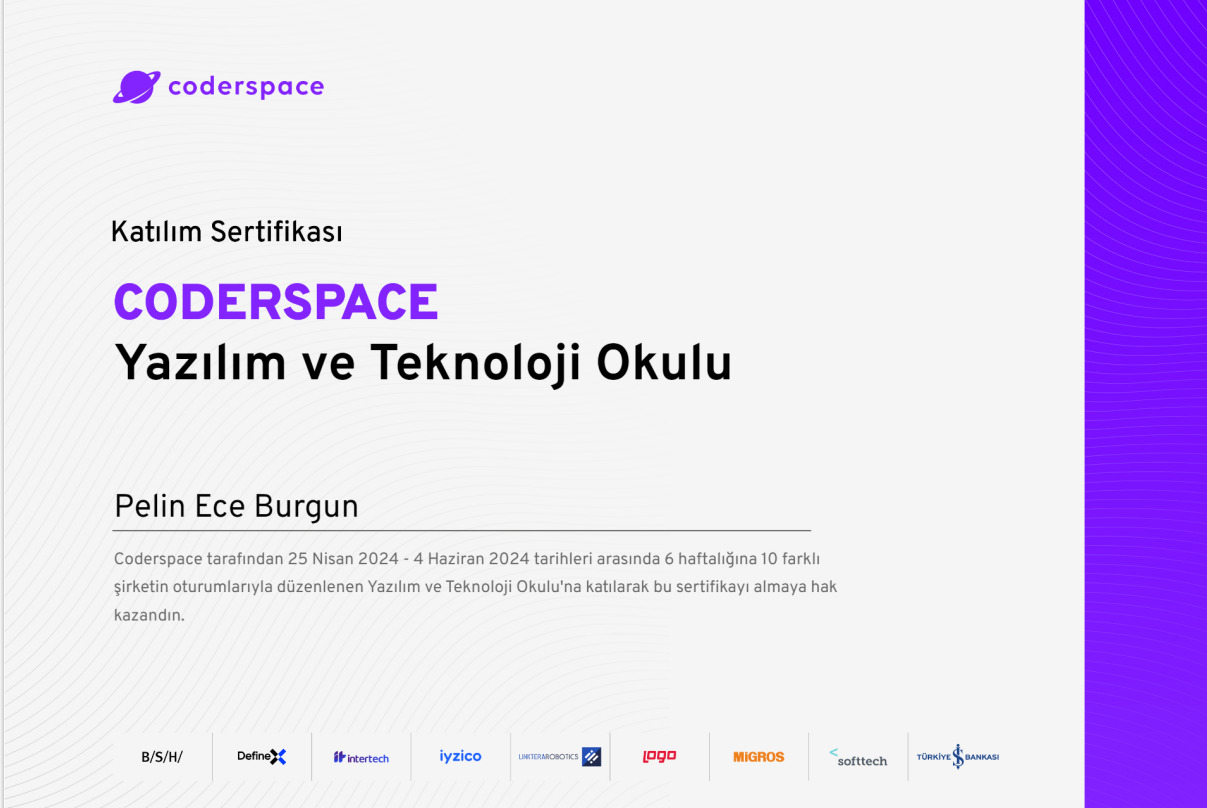 coderspace
Katılım Sertifikası
CODERSPACE
Yazılım ve Teknoloji Okulu
Pelin Ece Burgun
Coderspace tarafından 25 Nisan 2024 - 4 Haziran 2024 tarihleri arasında 6 haftalığına 10 farklı
şirketin oturumlarıyla düzenlenen Yazılım ve Teknoloji Okulu'na katılarak bu sertifikayı almaya hak
kazandın.
B/S/H/ DefineX intertech iyzico LINKTERAROBOTICS LOGO MiGROS softtech TÜRKİYE İŞ BANKASI